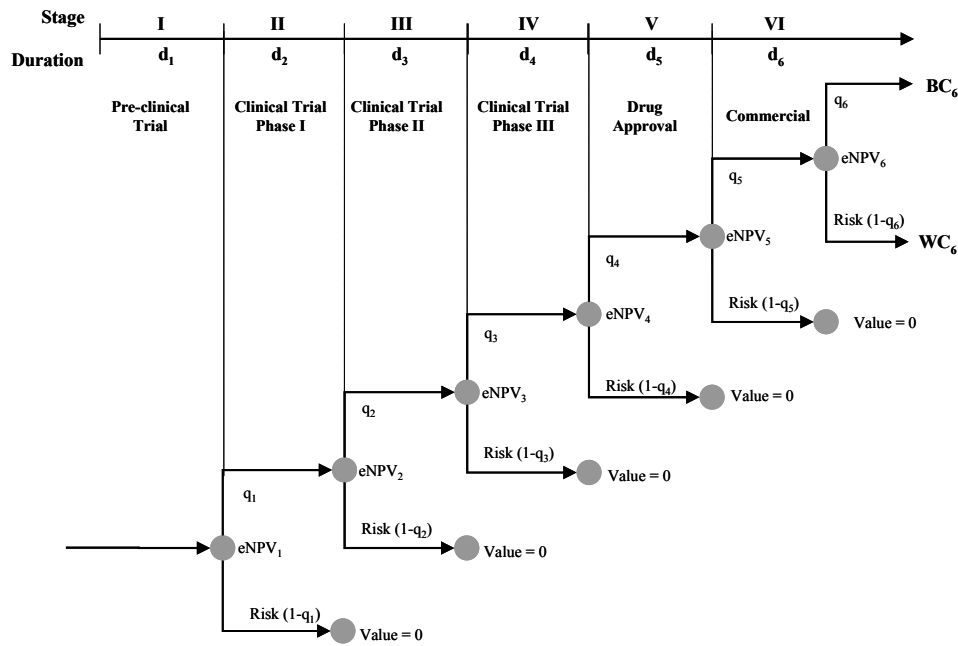 Stage I II III IV V VI
Duration d₁ d₂ d₃ d₄ d₅ d₆
Pre-clinical
Trial
Clinical Trial
Phase I
Clinical Trial
Phase II
Clinical Trial
Phase III
Drug
Approval
Commercial
BC₆
q₆
eNPV₆
q₅
Risk (1-q₆)
WC₆
eNPV₅
q₄
Risk (1-q₅)
Value = 0
eNPV₄
q₃
Risk (1-q₄)
Value = 0
eNPV₃
q₂
Risk (1-q₃)
Value = 0
eNPV₂
q₁
Risk (1-q₂)
Value = 0
eNPV₁
Risk (1-q₁)
Value = 0